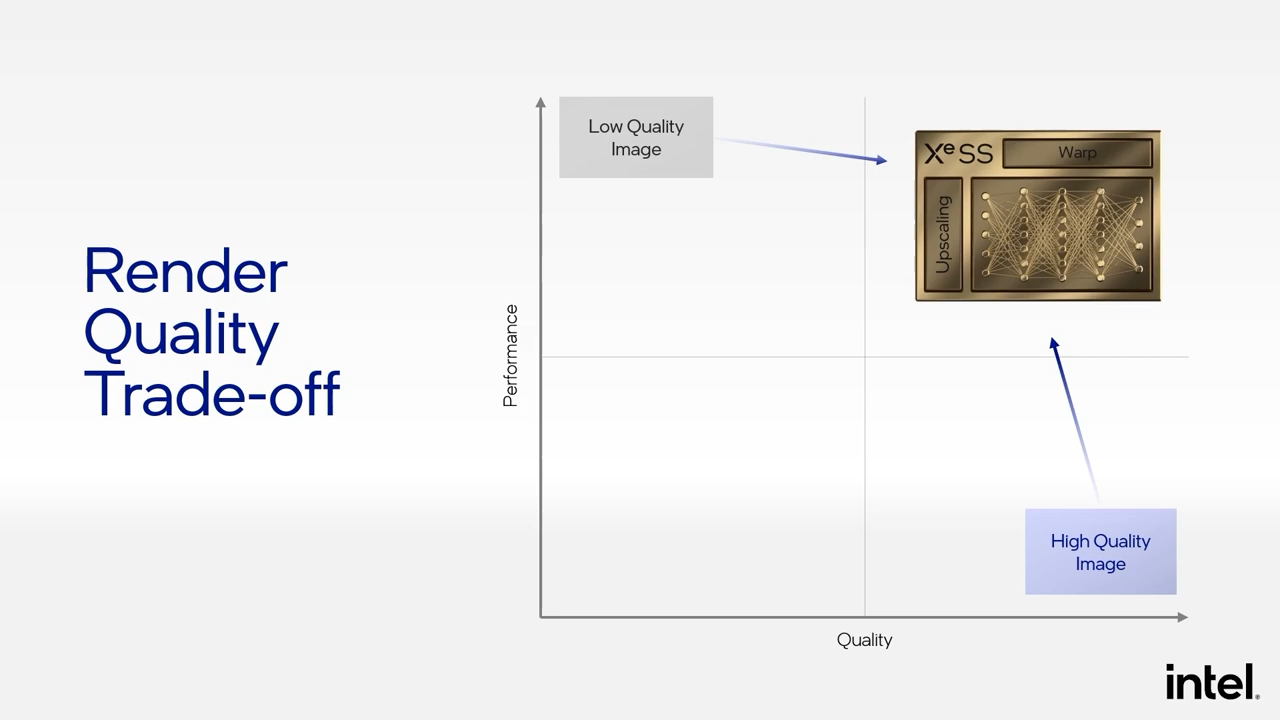 Render
Quality
Trade-off
Performance
Low Quality
Image
XeSS
Warp
Upscaling
High Quality
Image
Quality
intel.